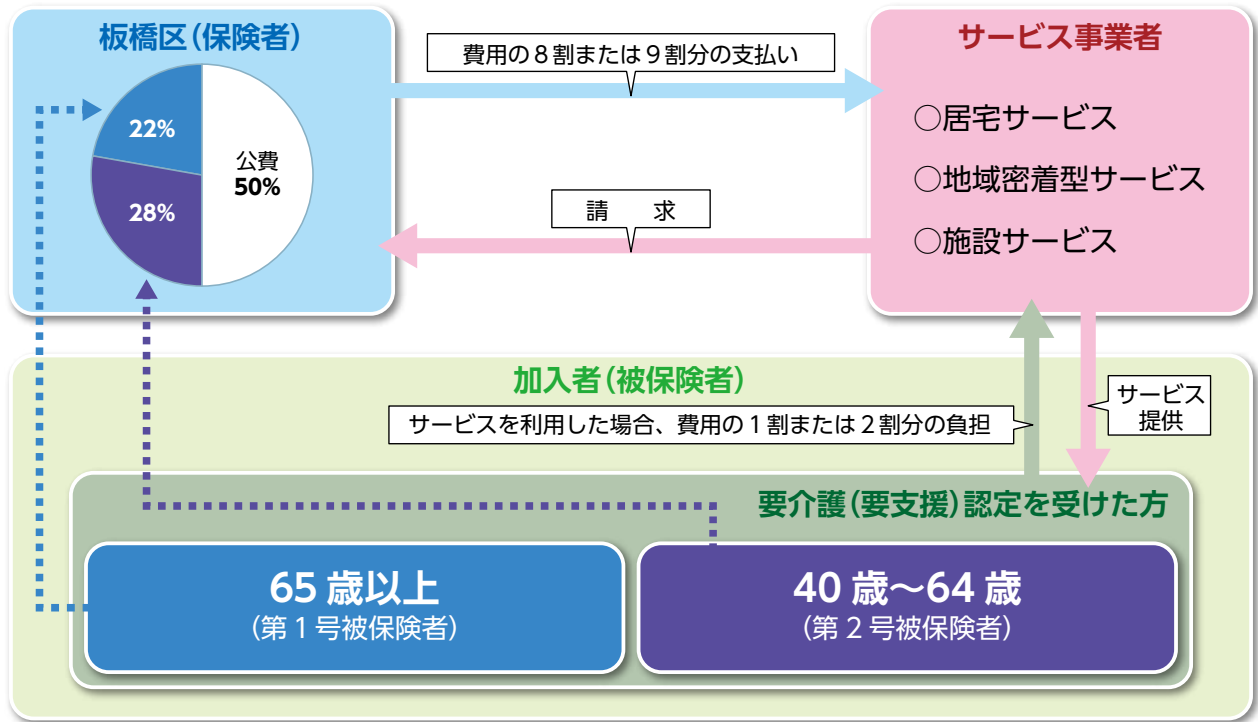 板橋区(保険者)
22%
28%
公費
50%
費用の8割または9割分の支払い
請 求
サービス事業者
○居宅サービス
○地域密着型サービス
○施設サービス
加入者(被保険者)
サービスを利用した場合、費用の1割または2割分の負担
サービス
提供
要介護(要支援)認定を受けた方
65歳以上
(第1号被保険者)
40歳～64歳
(第2号被保険者)